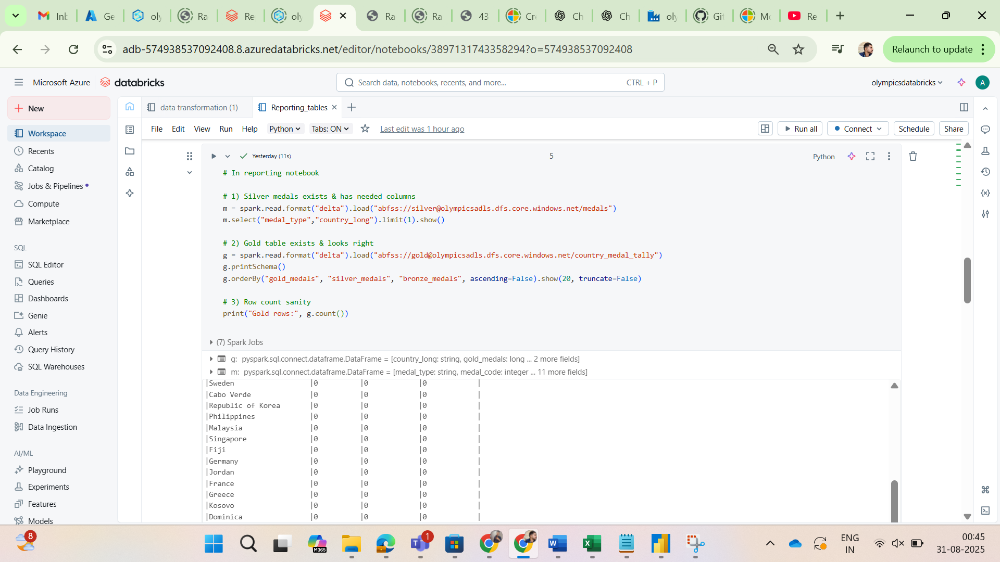 Inb
Ge
oly
Ra
Re
oly
Ra
Ra
43
Cre
Ch
Ch
oly
Git
Mo
Re
adb-574938537092408.8.azuredatabricks.net/editor/notebooks/3897131743358294?o=574938537092408
Relaunch to update
Microsoft Azure
databricks
Search data, notebooks, recents, and more...
CTRL + P
olympicsdatabricks
A
New
Workspace
Recents
Catalog
Jobs & Pipelines
Compute
Marketplace
SQL
SQL Editor
Queries
Dashboards
Genie
Alerts
Query History
SQL Warehouses
Data Engineering
Job Runs
Data Ingestion
AI/ML
Playground
Experiments
Features
Models
data transformation (1)
Reporting_tables
File Edit View Run Help Python Tabs: ON Last edit was 1 hour ago
Run all
Connect
Schedule
Share
Yesterday (11s)
5
Python
# In reporting notebook
# 1) Silver medals exists & has needed columns
m = spark.read.format("delta").load("abfss://silver@olympicsadls.dfs.core.windows.net/medals")
m.select("medal_type","country_long").limit(1).show()
# 2) Gold table exists & looks right
g = spark.read.format("delta").load("abfss://gold@olympicsadls.dfs.core.windows.net/country_medal_tally")
g.printSchema()
g.orderBy("gold_medals", "silver_medals", "bronze_medals", ascending=False).show(20, truncate=False)
# 3) Row count sanity
print("Gold rows:", g.count())
(7) Spark Jobs
g: pyspark.sql.connect.dataframe.DataFrame = [country_long: string, gold_medals: long ... 2 more fields]
m: pyspark.sql.connect.dataframe.DataFrame = [medal_type: string, medal_code: integer ... 11 more fields]
|Sweden |0 |0 |0 |
|Cabo Verde |0 |0 |0 |
|Republic of Korea |0 |0 |0 |
|Philippines |0 |0 |0 |
|Malaysia |0 |0 |0 |
|Singapore |0 |0 |0 |
|Fiji |0 |0 |0 |
|Germany |0 |0 |0 |
|Jordan |0 |0 |0 |
|France |0 |0 |0 |
|Greece |0 |0 |0 |
|Kosovo |0 |0 |0 |
|Dominica |0 |0 |0 |
8
M365
1
ENG
IN
00:45
31-08-2025